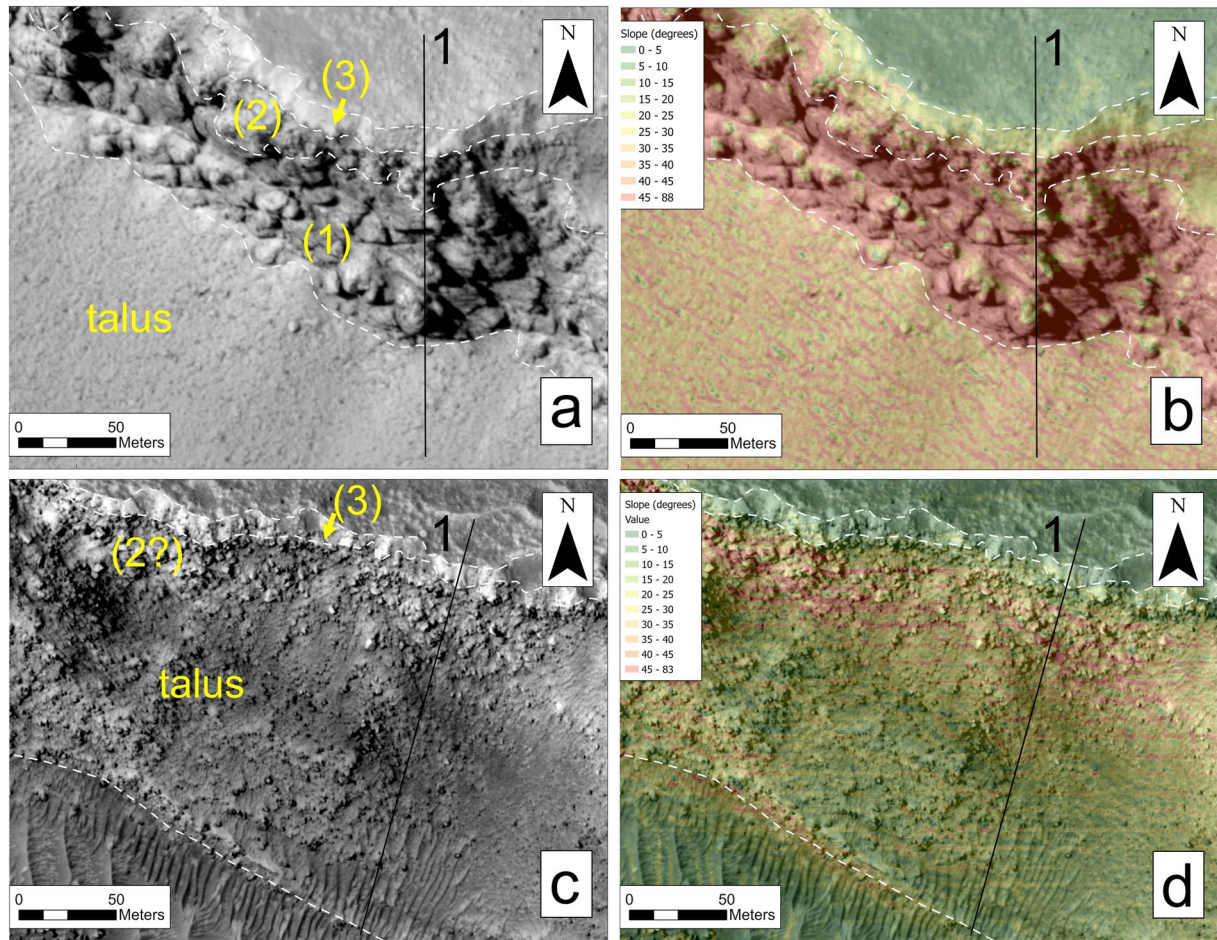 (3)
(2)
(1)
talus
1
N
0 50
Meters
a
Slope (degrees)
0 - 5
5 - 10
10 - 15
15 - 20
20 - 25
25 - 30
30 - 35
35 - 40
40 - 45
45 - 88
1
N
0 50
Meters
b
(3)
(2?)
talus
1
N
0 50
Meters
c
Slope (degrees)
Value
0 - 5
5 - 10
10 - 15
15 - 20
20 - 25
25 - 30
30 - 35
35 - 40
40 - 45
45 - 83
1
N
0 50
Meters
d